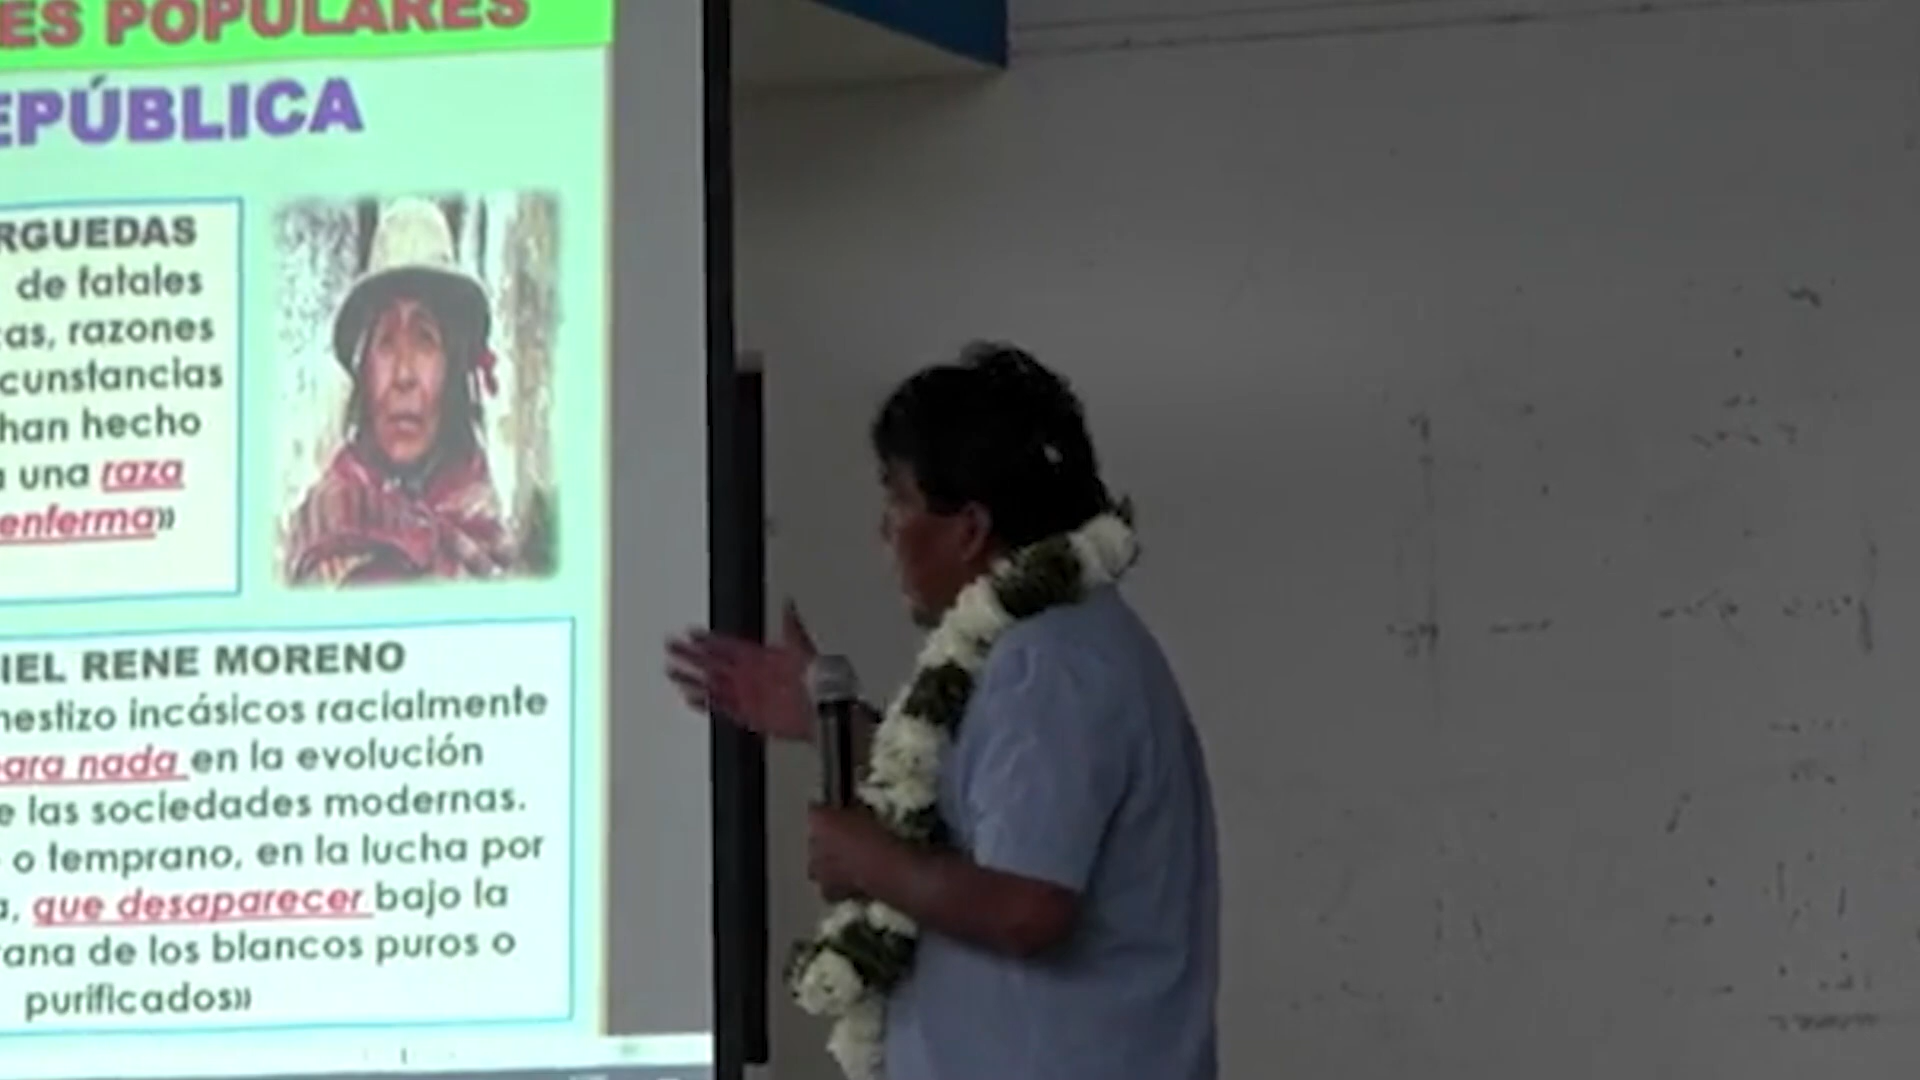 ES POPULARES
EPÚBLICA
RGUEDAS
de fatales
cas, razones
cunstancias
han hecho
a una raza
enferma»
IEL RENE MORENO
mestizo incásicos racialmente
para nada en la evolución
e las sociedades modernas.
o temprano, en la lucha por
a, que desaparecer bajo la
rana de los blancos puros o
purificados»